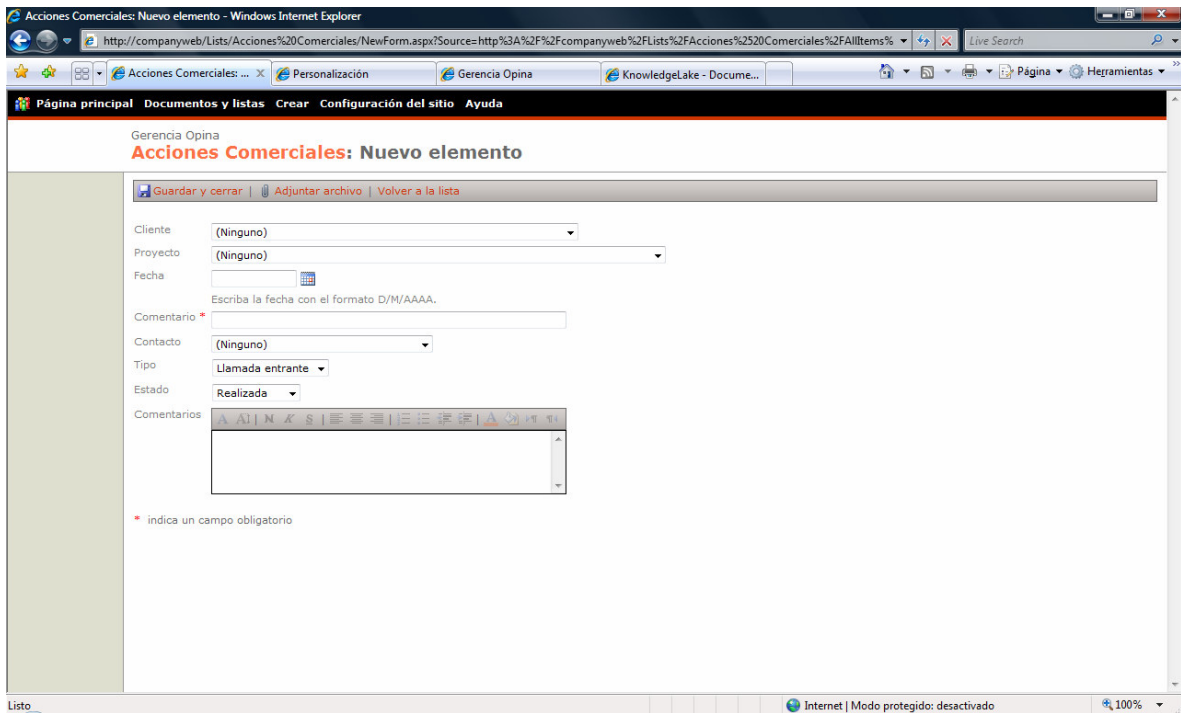 Acciones Comerciales: Nuevo elemento - Windows Internet Explorer
http://companyweb/Lists/Acciones%20Comerciales/NewForm.aspx?Source=http%3A%2F%2Fcompanyweb%2FLists%2FAcciones%2520Comerciales%2FAllItems%
Live Search
Acciones Comerciales: ...
Personalización
Gerencia Opina
KnowledgeLake - Docume...
Página
Herramientas
Página principal Documentos y listas Crear Configuración del sitio Ayuda
Gerencia Opina
Acciones Comerciales: Nuevo elemento
Guardar y cerrar | Adjuntar archivo | Volver a la lista
Cliente (Ninguno)
Proyecto (Ninguno)
Fecha
Escriba la fecha con el formato D/M/AAAA.
Comentario *
Contacto (Ninguno)
Tipo Llamada entrante
Estado Realizada
Comentarios A A | N K S
* indica un campo obligatorio
Listo Internet | Modo protegido: desactivado 100%